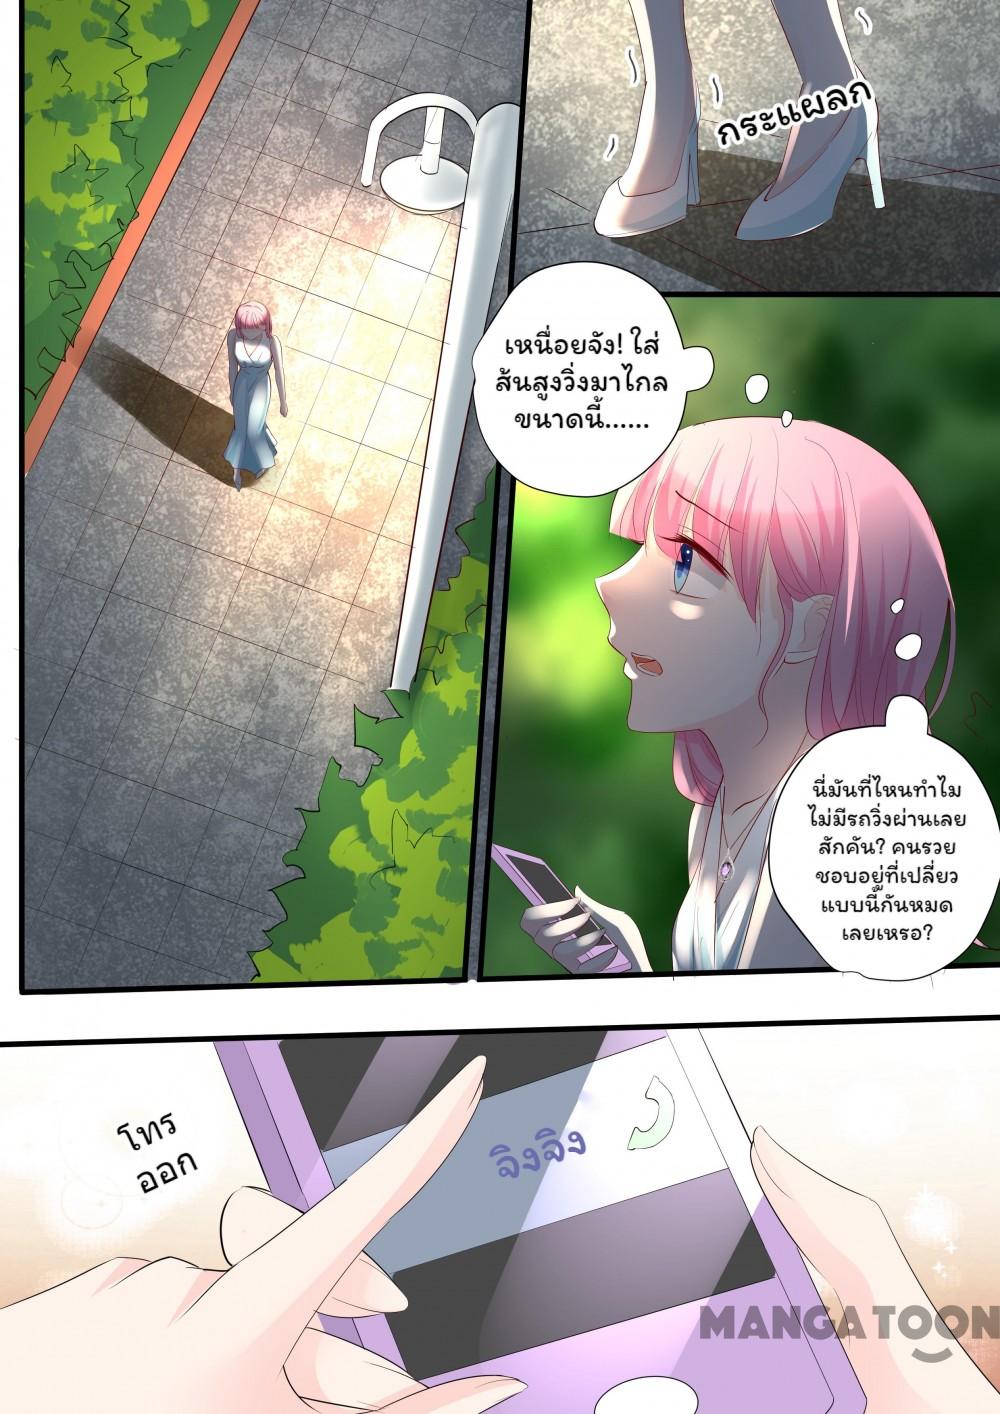 กระแผลก
เหนื่อยจัง! ใส่
ส้นสูงวิ่งมาไกล
ขนาดนี้......
นี่มันที่ไหนทำไม
ไม่มีรถวิ่งผ่านเลย
สักคัน? คนรวย
ชอบอยู่ที่เปลี่ยว
แบบนี้กันหมด
เลยเหรอ?
โทร
ออก
จิงจิง
MANGATOON